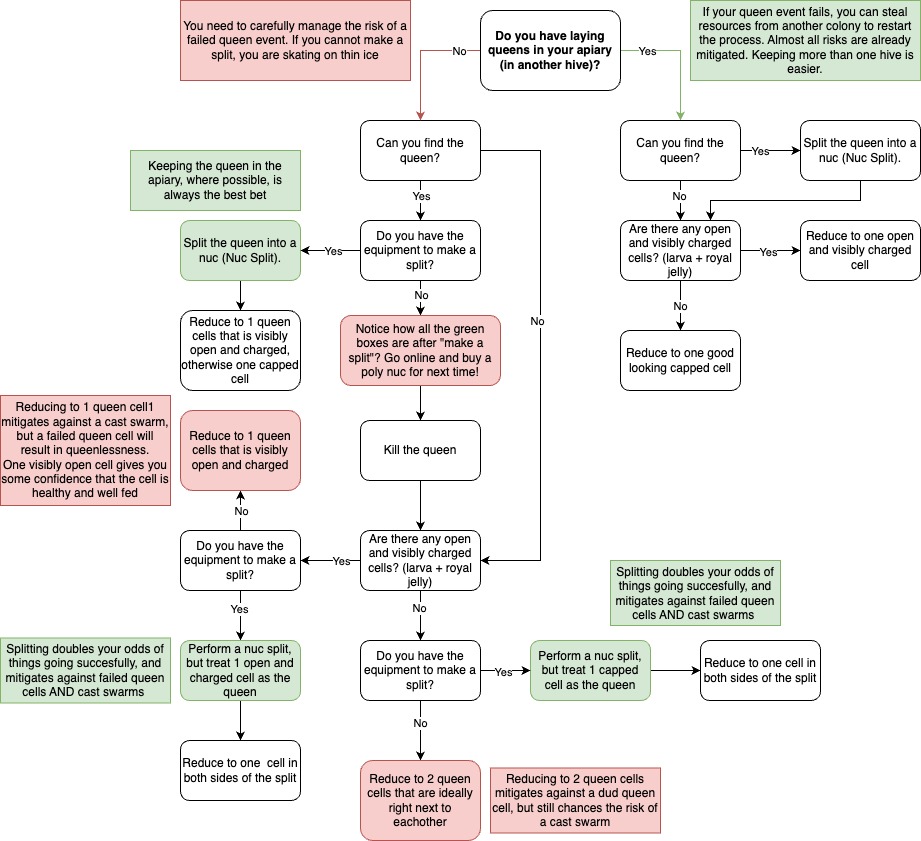 You need to carefully manage the risk of a
failed queen event. If you cannot make a
split, you are skating on thin ice
Do you have laying
queens in your apiary
(in another hive)?
If your queen event fails, you can steal
resources from another colony to restart
the process. Almost all risks are already
mitigated. Keeping more than one hive is
easier.
No
Yes
Can you find the
queen?
Can you find the
queen?
Yes
Split the queen into a
nuc (Nuc Split).
Keeping the queen in the
apiary, where possible, is
always the best bet
Yes
No
Split the queen into a
nuc (Nuc Split).
Yes
Do you have the
equipment to make a
split?
Are there any open
and visibly charged
cells? (larva + royal
jelly)
Yes
Reduce to one open
and visibly charged
cell
No
No
No
Reduce to 1 queen
cells that is visibly
open and charged,
otherwise one capped
cell
Notice how all the green
boxes are after "make a
split"? Go online and buy a
poly nuc for next time!
Reduce to one good
looking capped cell
Reducing to 1 queen cell1
mitigates against a cast swarm,
but a failed queen cell will
result in queenlessness.
One visibly open cell gives you
some confidence that the cell is
healthy and well fed
Reduce to 1 queen
cells that is visibly
open and charged
Kill the queen
No
Do you have the
equipment to make a
split?
Yes
Are there any open
and visibly charged
cells? (larva + royal
jelly)
Splitting doubles your odds of
things going succesfully, and
mitigates against failed queen
cells AND cast swarms
Yes
No
Splitting doubles your odds of
things going succesfully, and
mitigates against failed queen
cells AND cast swarms
Perform a nuc split,
but treat 1 open and
charged cell as the
queen
Do you have the
equipment to make a
split?
Yes
Perform a nuc split,
but treat 1 capped
cell as the queen
Reduce to one cell in
both sides of the split
No
Reduce to one cell in
both sides of the split
Reduce to 2 queen
cells that are ideally
right next to
eachother
Reducing to 2 queen cells
mitigates against a dud queen
cell, but still chances the risk of
a cast swarm